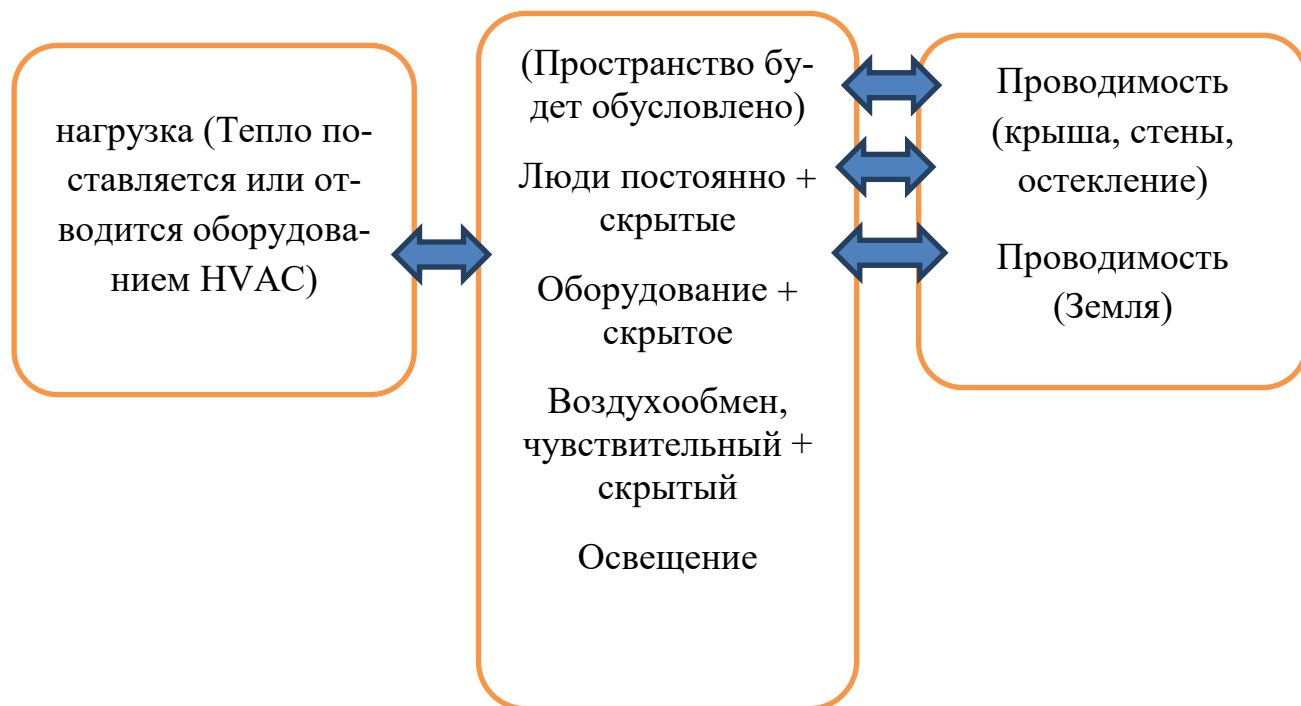 нагрузка (Тепло по-
ставляется или от-
водится оборудова-
нием HVAC)
(Пространство бу-
дет обусловлено)
Люди постоянно +
скрытые
Оборудование +
скрытое
Воздухообмен,
чувствительный +
скрытый
Освещение
Проводимость
(крыша, стены,
остекление)
Проводимость
(Земля)